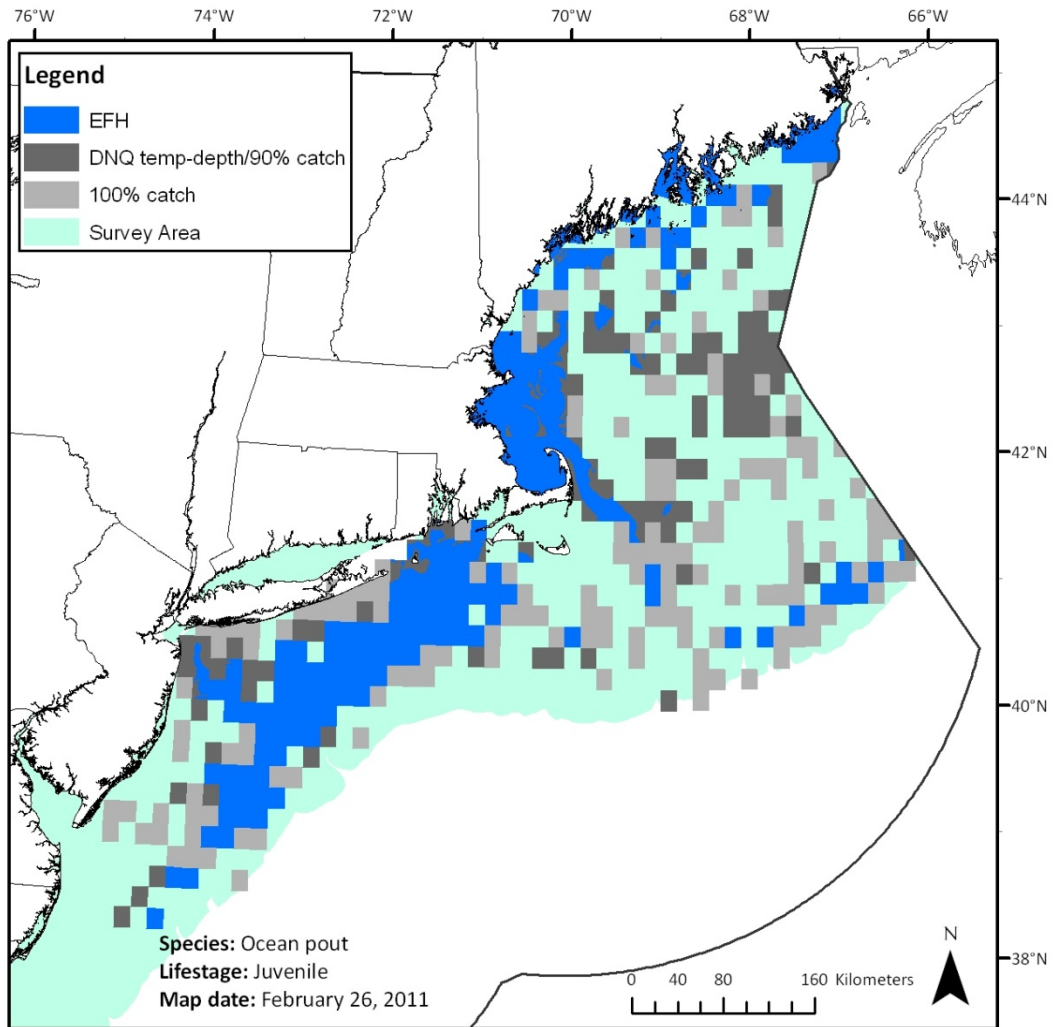 76°W 74°W 72°W 70°W 68°W 66°W
Legend
EFH
DNQ temp-depth/90% catch
100% catch
Survey Area
44°N
42°N
40°N
38°N
Species: Ocean pout
Lifestage: Juvenile
Map date: February 26, 2011
N
0 40 80 160 Kilometers